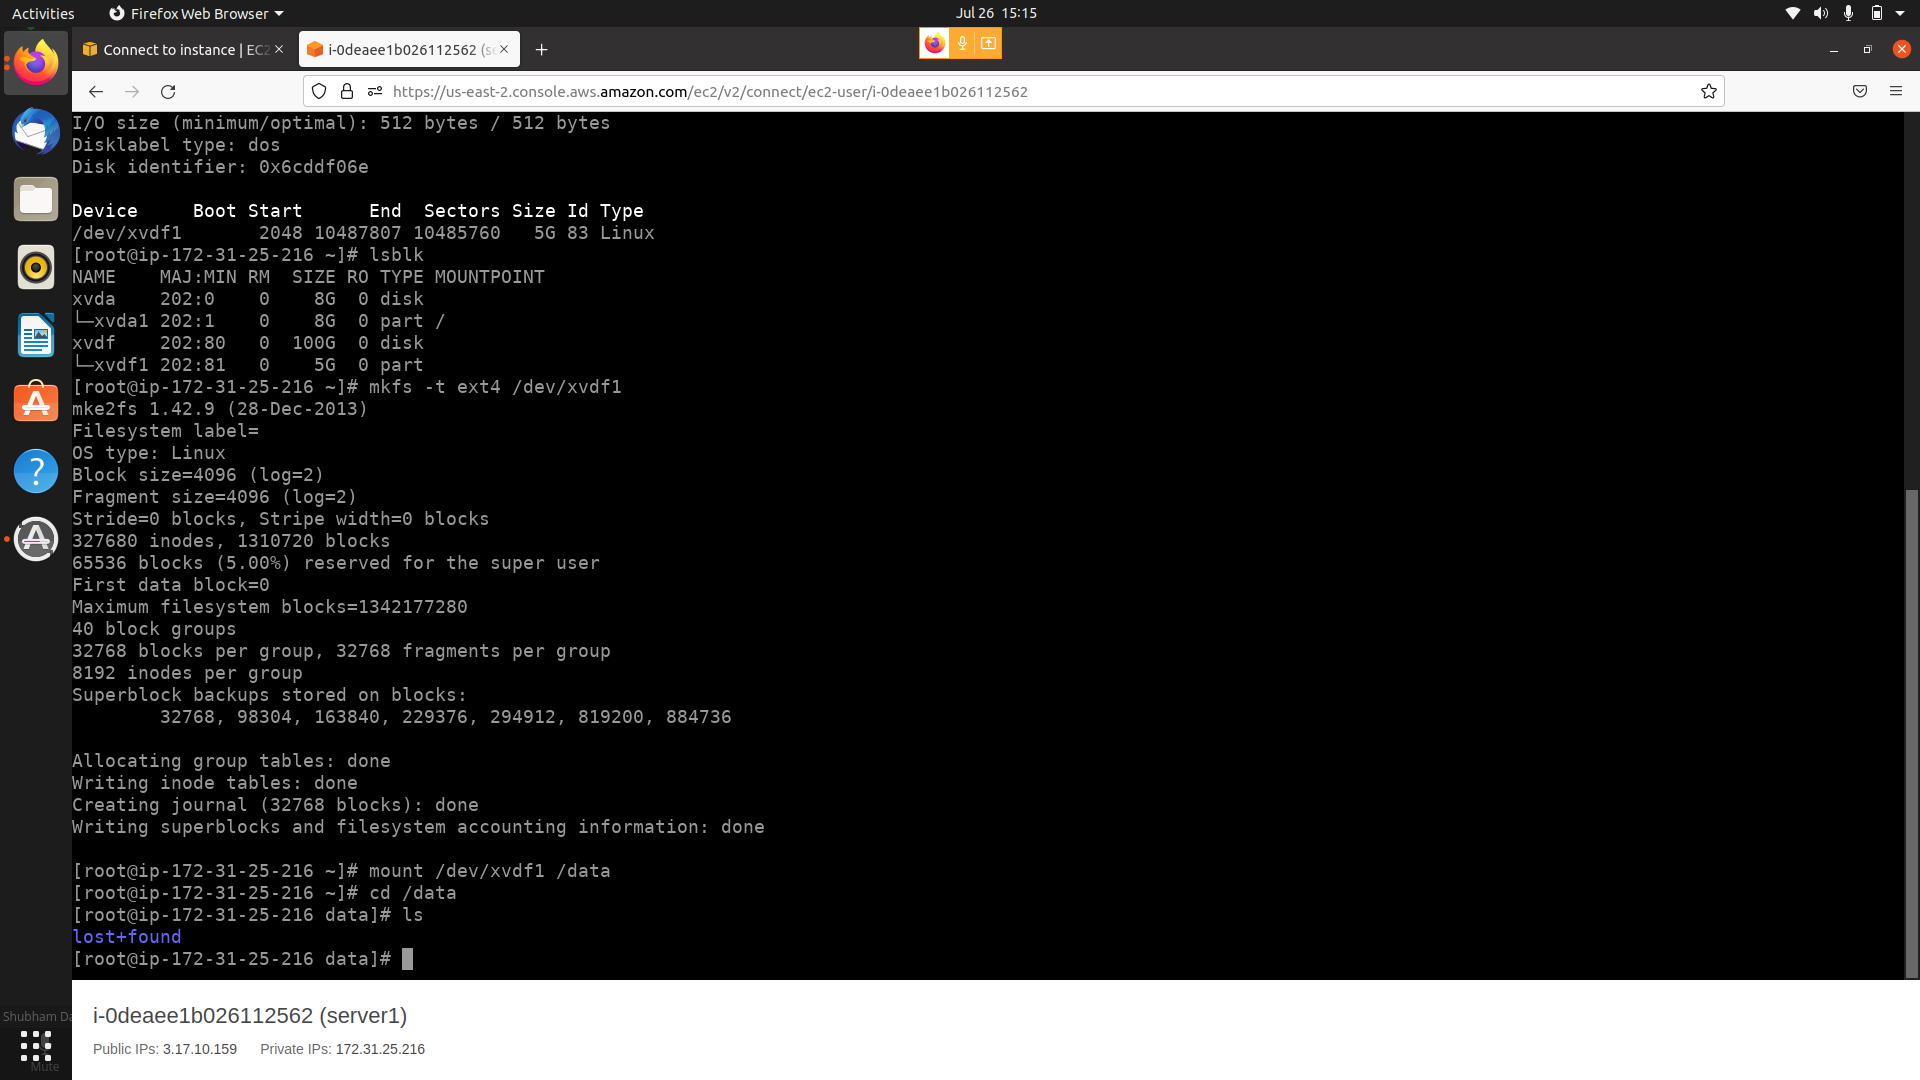 Activities
Firefox Web Browser
Jul 26 15:15
Connect to instance | EC2
i-0deaee1b026112562 (se
https://us-east-2.console.aws.amazon.com/ec2/v2/connect/ec2-user/i-0deaee1b026112562
I/O size (minimum/optimal): 512 bytes / 512 bytes
Disklabel type: dos
Disk identifier: 0x6cddf06e
Device     Boot Start      End  Sectors Size Id Type
/dev/xvdf1       2048 10487807 10485760   5G 83 Linux
[root@ip-172-31-25-216 ~]# lsblk
NAME    MAJ:MIN RM  SIZE RO TYPE MOUNTPOINT
xvda    202:0    0    8G  0 disk
└─xvda1 202:1    0    8G  0 part /
xvdf    202:80   0  100G  0 disk
└─xvdf1 202:81   0    5G  0 part
[root@ip-172-31-25-216 ~]# mkfs -t ext4 /dev/xvdf1
mke2fs 1.42.9 (28-Dec-2013)
Filesystem label=
OS type: Linux
Block size=4096 (log=2)
Fragment size=4096 (log=2)
Stride=0 blocks, Stripe width=0 blocks
327680 inodes, 1310720 blocks
65536 blocks (5.00%) reserved for the super user
First data block=0
Maximum filesystem blocks=1342177280
40 block groups
32768 blocks per group, 32768 fragments per group
8192 inodes per group
Superblock backups stored on blocks:
        32768, 98304, 163840, 229376, 294912, 819200, 884736
Allocating group tables: done
Writing inode tables: done
Creating journal (32768 blocks): done
Writing superblocks and filesystem accounting information: done
[root@ip-172-31-25-216 ~]# mount /dev/xvdf1 /data
[root@ip-172-31-25-216 ~]# cd /data
[root@ip-172-31-25-216 data]# ls
lost+found
[root@ip-172-31-25-216 data]#
i-0deaee1b026112562 (server1)
Public IPs: 3.17.10.159 Private IPs: 172.31.25.216
Shubham Da
Mute